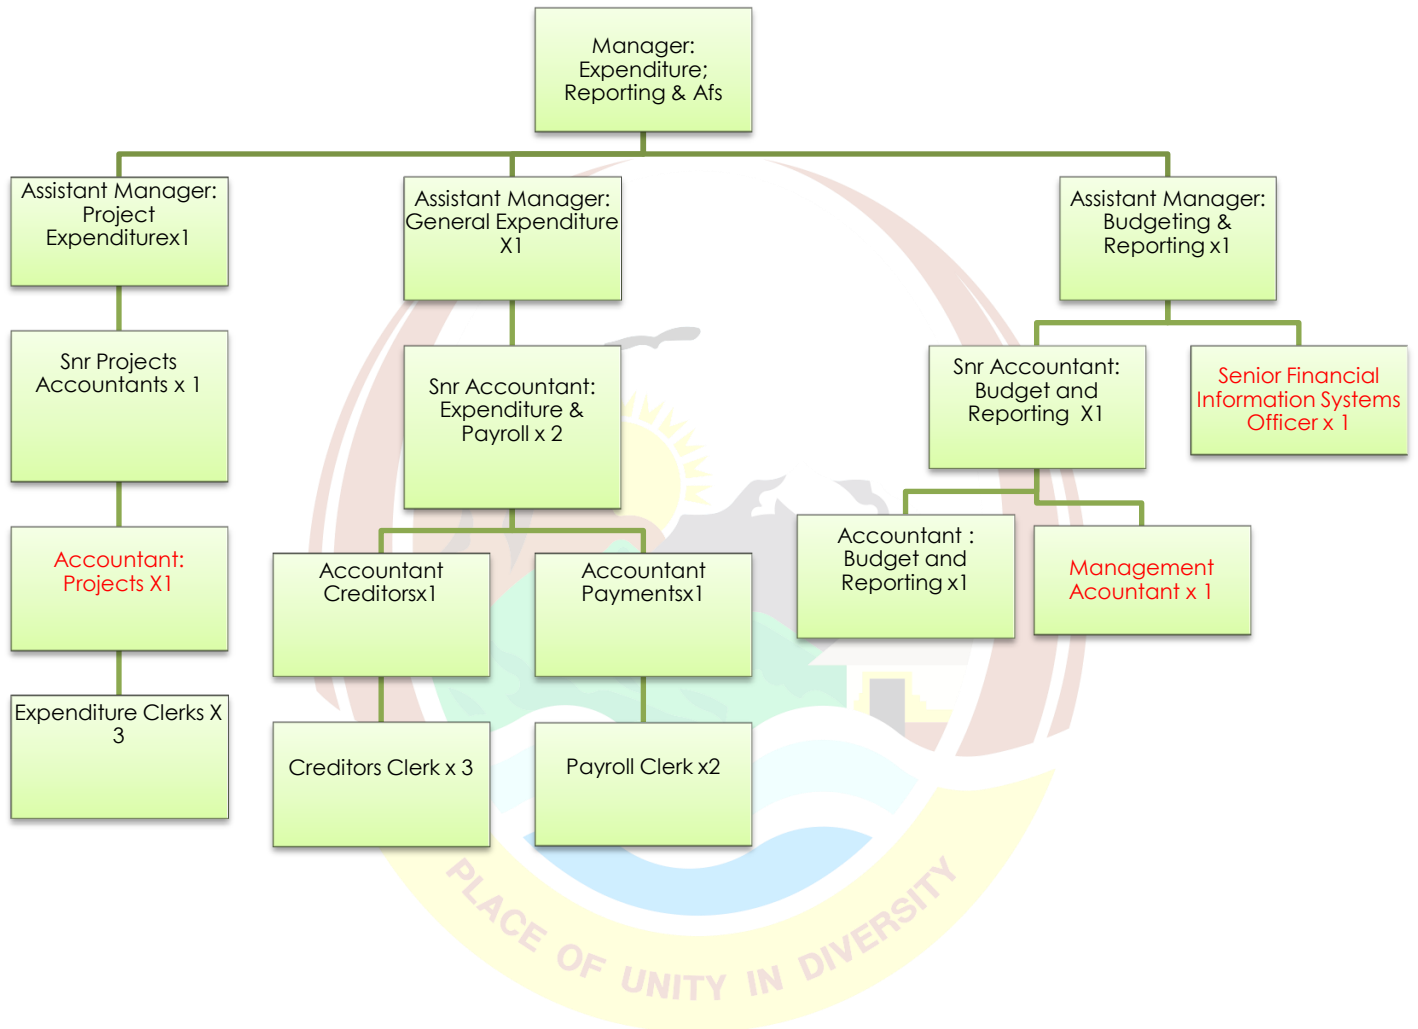 Manager:
Expenditure;
Reporting & Afs
Assistant Manager:
Project
Expenditurex1
Assistant Manager:
General Expenditure
X1
Assistant Manager:
Budgeting &
Reporting x1
Snr Projects
Accountants x 1
Snr Accountant:
Expenditure &
Payroll x 2
Snr Accountant:
Budget and
Reporting X1
Senior Financial
Information Systems
Officer x 1
Accountant:
Projects X1
Accountant
Creditorsx1
Accountant
Paymentsx1
Accountant :
Budget and
Reporting x1
Management
Acountant x 1
Expenditure Clerks X
3
Creditors Clerk x 3
Payroll Clerk x2
PLACE OF UNITY IN DIVERSITY